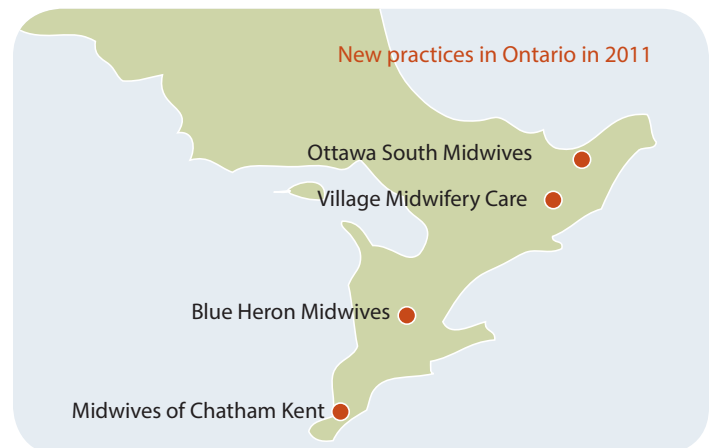 New practices in Ontario in 2011
Ottawa South Midwives
Village Midwifery Care
Blue Heron Midwives
Midwives of Chatham Kent